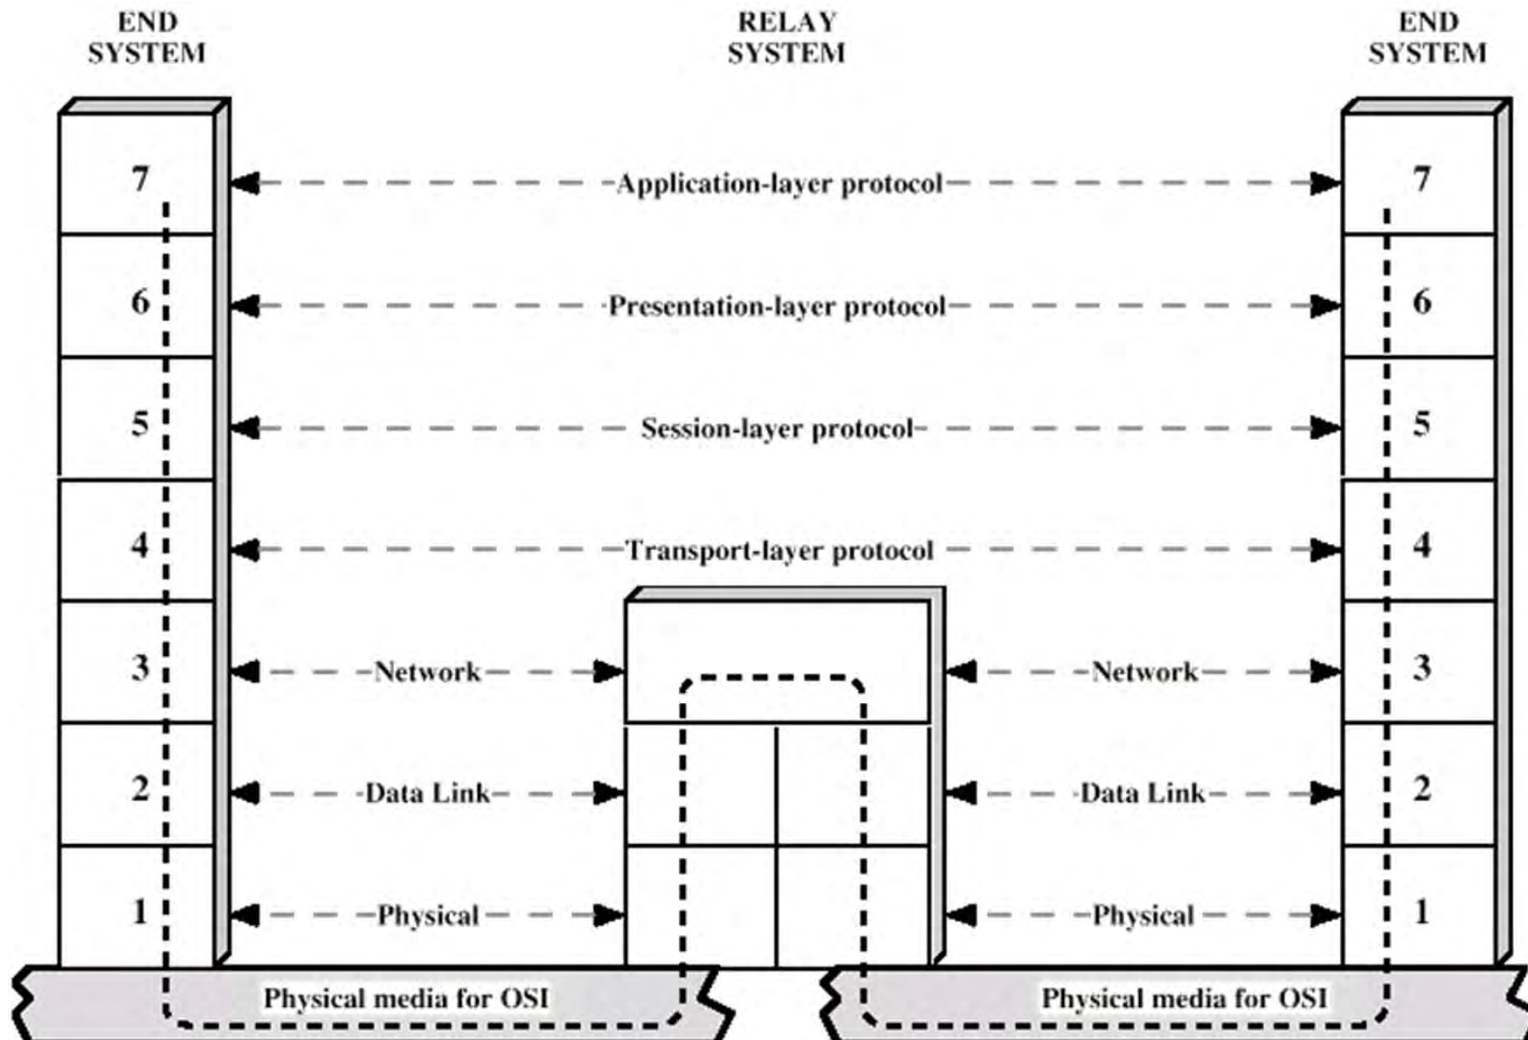 END
SYSTEM
RELAY
SYSTEM
END
SYSTEM
7
Application-layer protocol
7
6
Presentation-layer protocol
6
5
Session-layer protocol
5
4
Transport-layer protocol
4
3
Network
Network
3
2
Data Link
Data Link
2
1
Physical
Physical
1
Physical media for OSI
Physical media for OSI